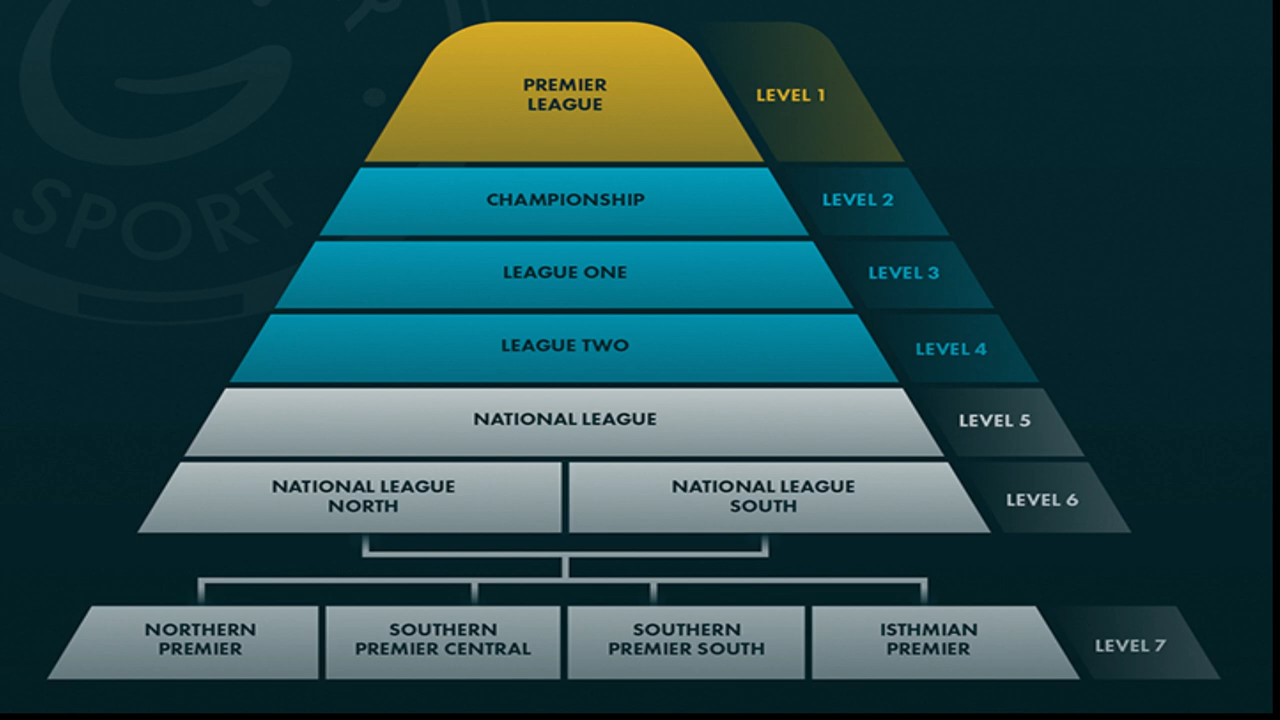 G
SPORT
PREMIER
LEAGUE
LEVEL 1
CHAMPIONSHIP
LEVEL 2
LEAGUE ONE
LEVEL 3
LEAGUE TWO
LEVEL 4
NATIONAL LEAGUE
LEVEL 5
NATIONAL LEAGUE
NORTH
NATIONAL LEAGUE
SOUTH
LEVEL 6
NORTHERN
PREMIER
SOUTHERN
PREMIER CENTRAL
SOUTHERN
PREMIER SOUTH
ISTHMIAN
PREMIER
LEVEL 7